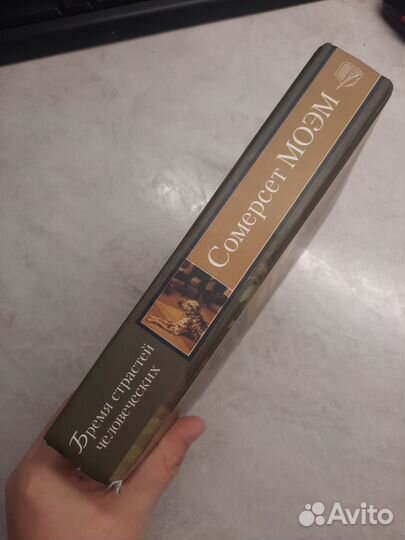 Сомерсет МОЭМ
Бремя страстей
человеческих
Avito